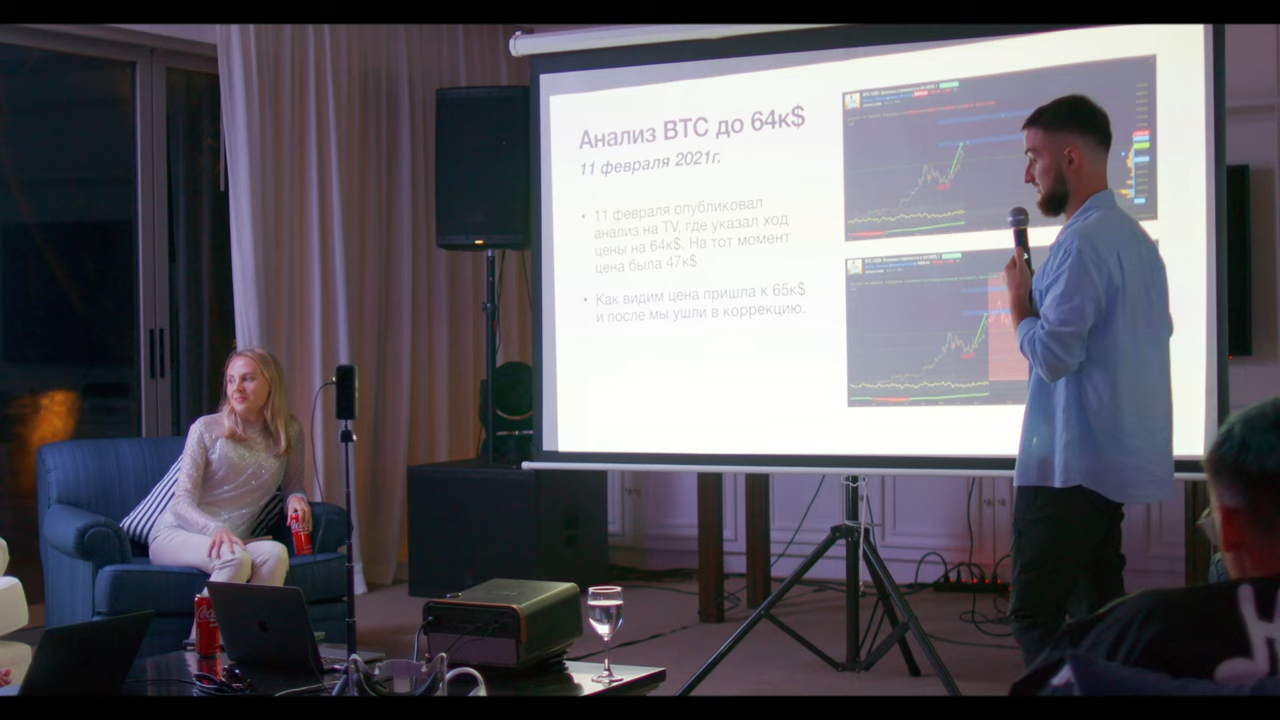 Анализ BTC до 64к$
11 февраля 2021г.
• 11 февраля опубликовал
анализ на TV, где указал ход
цены на 64к$. На тот момент
цена была 47к$
• Как видим цена пришла к 65к$
и после мы ушли в коррекцию.